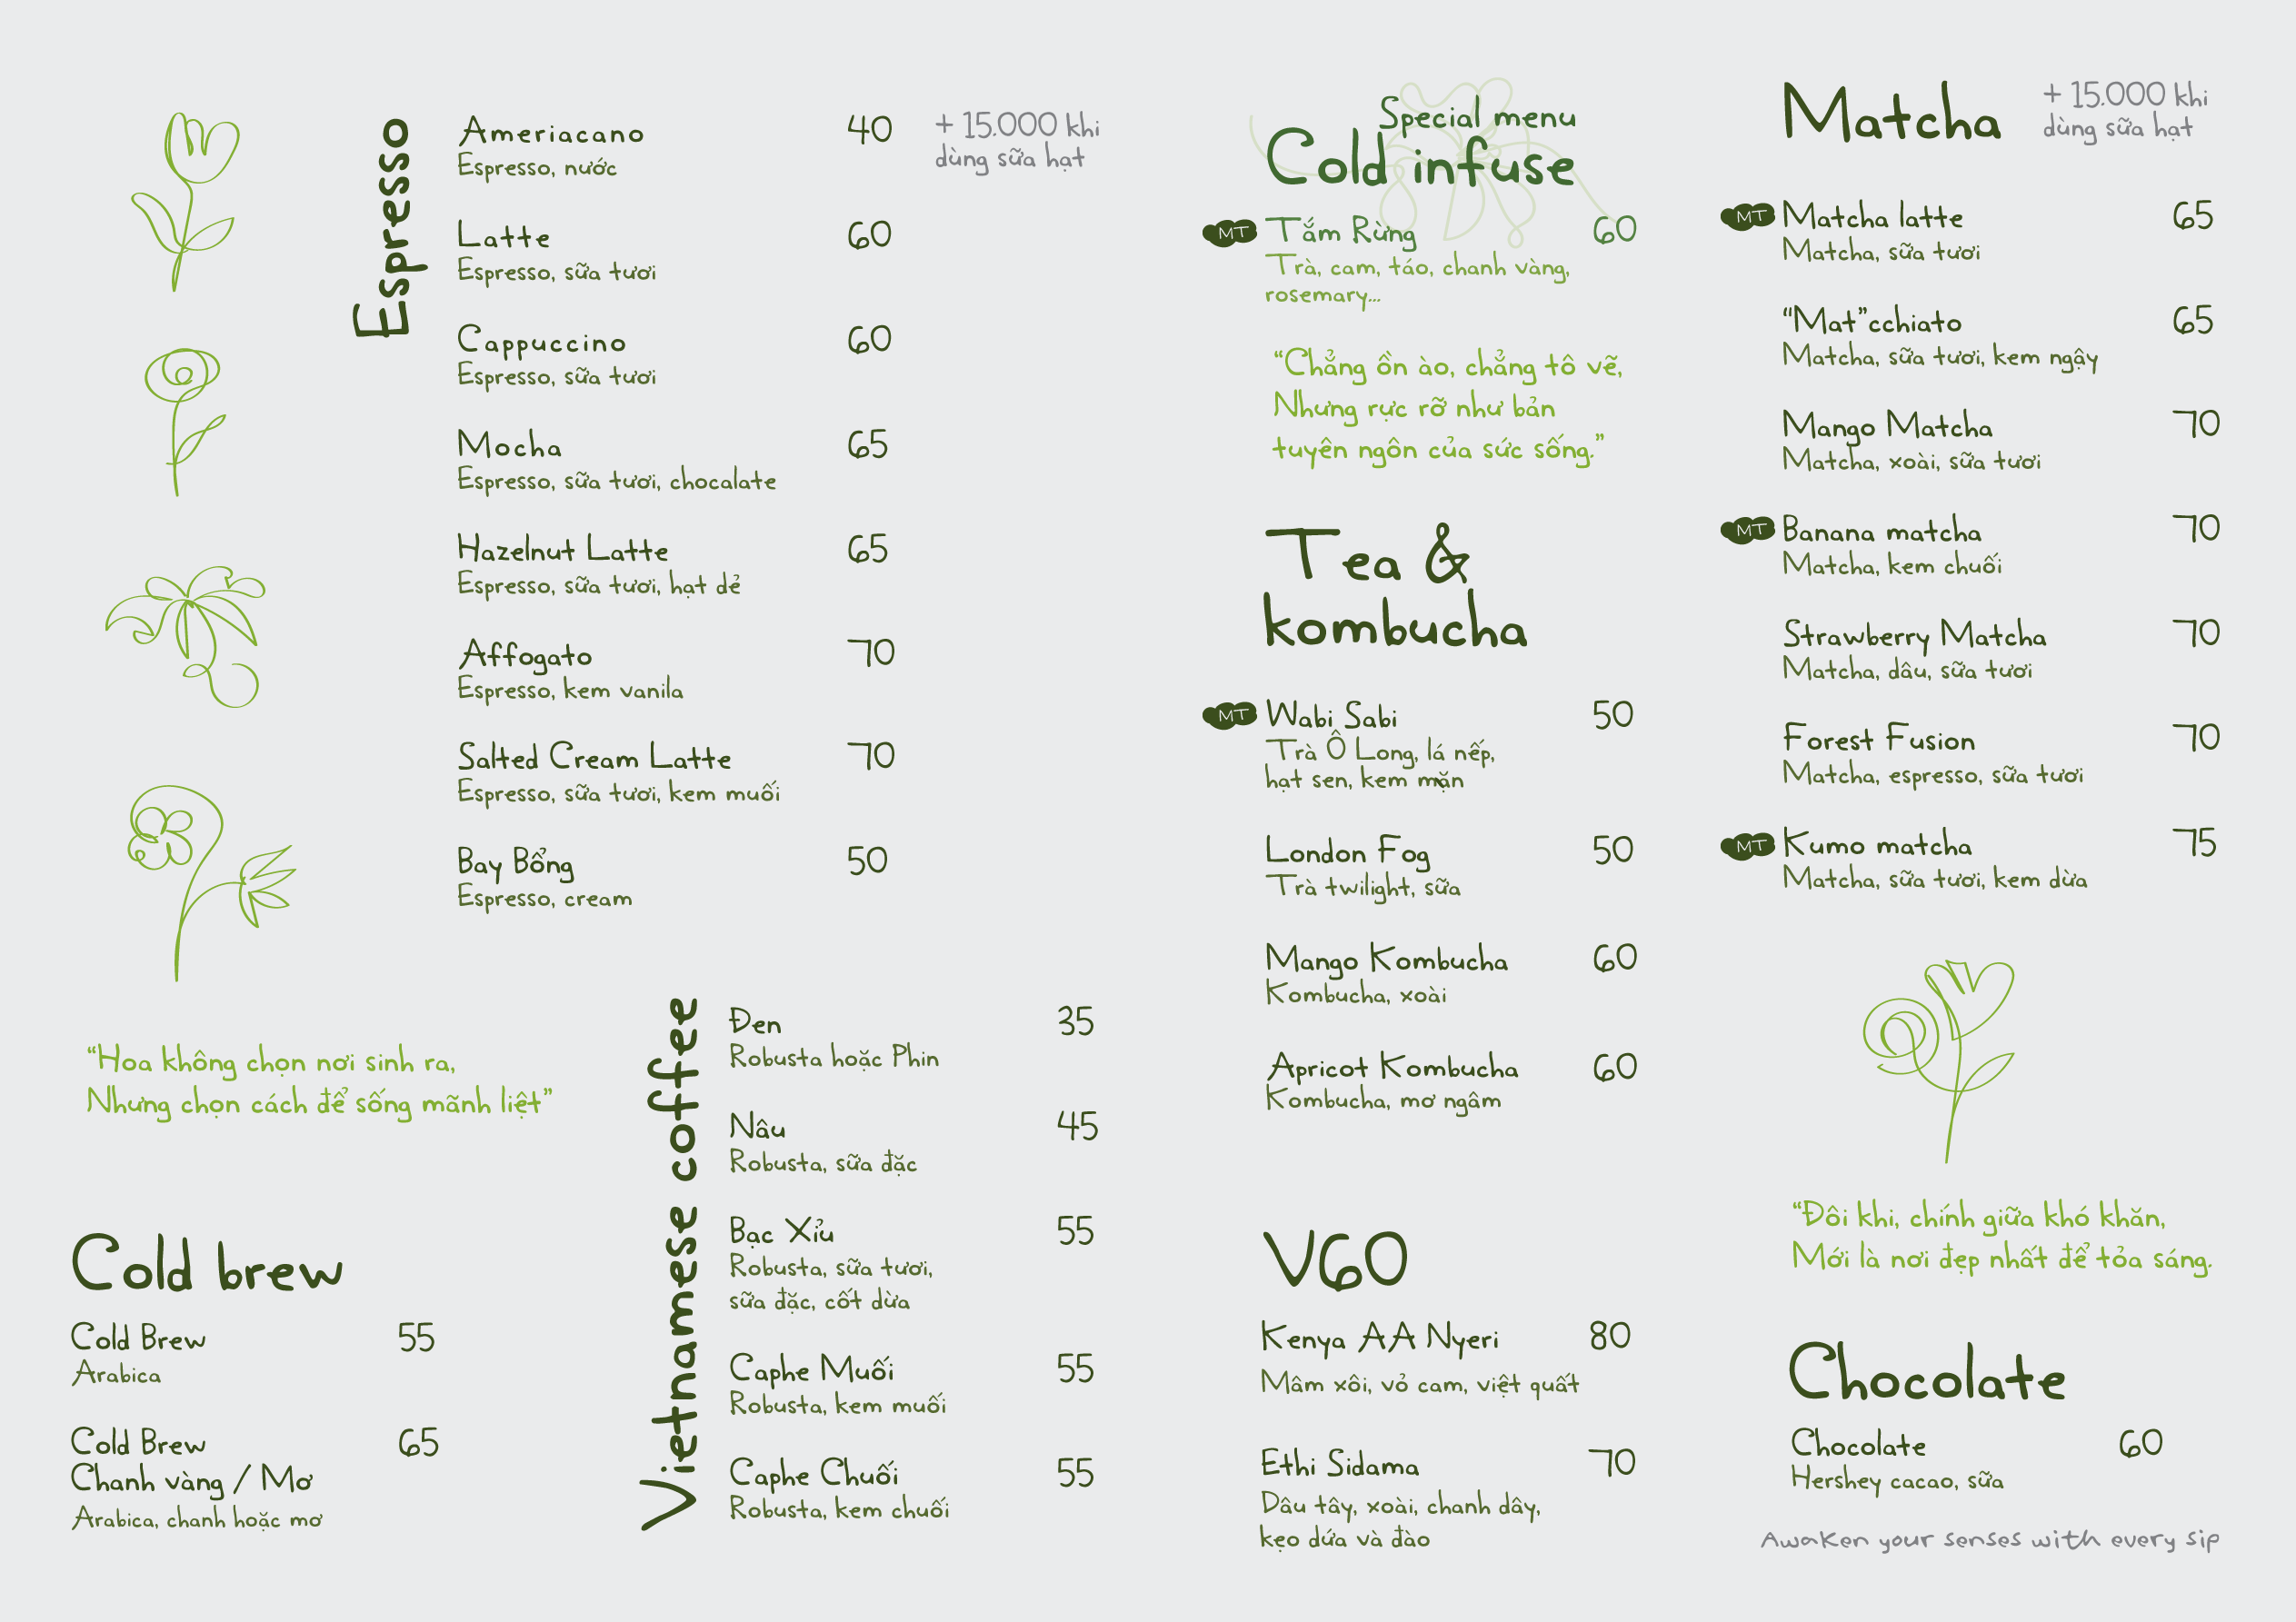 Espresso
+ 15.000 khi
dùng sữa hạt
Ameriacano 40
Espresso, nước
Latte 60
Espresso, sữa tươi
Cappuccino 60
Espresso, sữa tươi
Mocha 65
Espresso, sữa tươi, chocalate
Hazelnut Latte 65
Espresso, sữa tươi, hạt dẻ
Affogato 70
Espresso, kem vanila
Salted Cream Latte 70
Espresso, sữa tươi, kem muối
Bay Bổng 50
Espresso, cream
“Hoa không chọn nơi sinh ra,
Nhưng chọn cách để sống mãnh liệt”
Cold brew
Cold Brew 55
Arabica
Cold Brew 65
Chanh vàng / Mơ
Arabica, chanh hoặc mơ
Vietnamese coffee
Đen 35
Robusta hoặc Phin
Nâu 45
Robusta, sữa đặc
Bạc Xỉu 55
Robusta, sữa tươi,
sữa đặc, cốt dừa
Caphe Muối 55
Robusta, kem muối
Caphe Chuối 55
Robusta, kem chuối
Special menu
Cold infuse
MT Tắm Rừng 60
Trà, cam, táo, chanh vàng,
rosemary...
“Chẳng ồn ào, chẳng tô vẽ,
Nhưng rực rỡ như bản
tuyên ngôn của sức sống.”
Tea &
kombucha
MT Wabi Sabi 50
Trà Ô Long, lá nếp,
hạt sen, kem mặn
London Fog 50
Trà twilight, sữa
Mango Kombucha 60
Kombucha, xoài
Apricot Kombucha 60
Kombucha, mơ ngâm
V60
Kenya AA Nyeri 80
Mâm xôi, vỏ cam, việt quất
Ethi Sidama 70
Dâu tây, xoài, chanh dây,
kẹo dứa và đào
Matcha
+ 15.000 khi
dùng sữa hạt
MT Matcha latte 65
Matcha, sữa tươi
“Mat”cchiato 65
Matcha, sữa tươi, kem ngậy
Mango Matcha 70
Matcha, xoài, sữa tươi
MT Banana matcha 70
Matcha, kem chuối
Strawberry Matcha 70
Matcha, dâu, sữa tươi
Forest Fusion 70
Matcha, espresso, sữa tươi
MT Kumo matcha 75
Matcha, sữa tươi, kem dừa
“Đôi khi, chính giữa khó khăn,
Mới là nơi đẹp nhất để tỏa sáng.
Chocolate
Chocolate 60
Hershey cacao, sữa
Awaken your senses with every sip